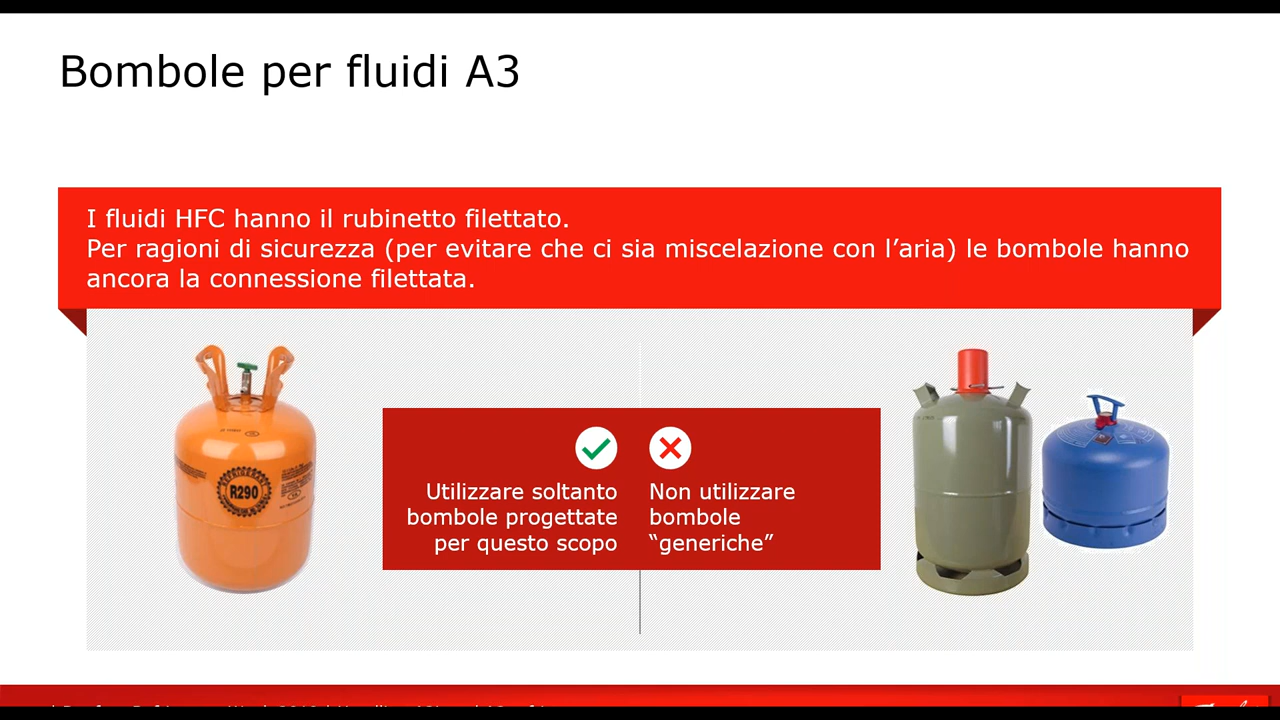 Bombole per fluidi A3
I fluidi HFC hanno il rubinetto filettato.
Per ragioni di sicurezza (per evitare che ci sia miscelazione con l’aria) le bombole hanno
ancora la connessione filettata.
REFRIGERANT
R290
Utilizzare soltanto
bombole progettate
per questo scopo
Non utilizzare
bombole
“generiche”